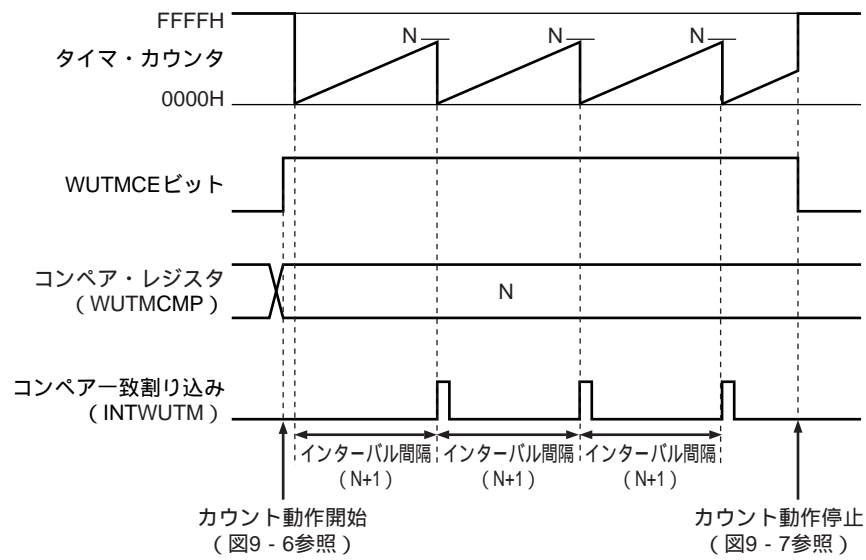 FFFFH
タイマ・カウンタ
0000H
N
N
N
WUTMCEビット
コンペア・レジスタ
（WUTMCMP）
N
コンペア一致割り込み
（INTWUTM）
インターバル間隔
（N+1）
インターバル間隔
（N+1）
インターバル間隔
（N+1）
カウント動作開始
（図9 - 6参照）
カウント動作停止
（図9 - 7参照）